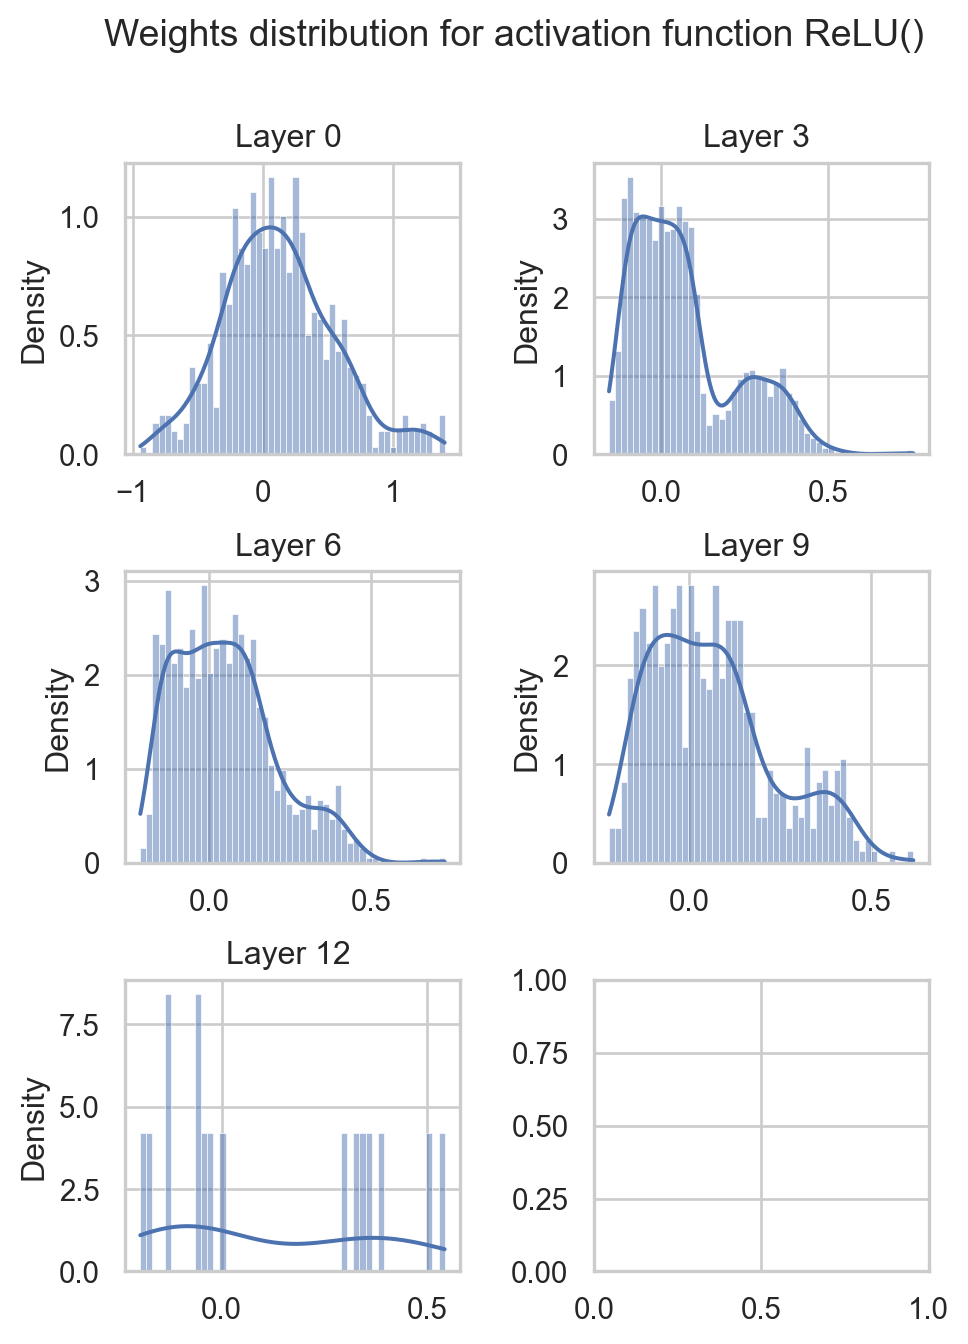 Weights distribution for activation function ReLU()
Layer 0
Density
1.0
0.5
0.0
−1 0 1
Layer 3
Density
3
2
1
0
0.0 0.5
Layer 6
Density
3
2
1
0
0.0 0.5
Layer 9
Density
2
1
0
0.0 0.5
Layer 12
Density
7.5
5.0
2.5
0.0
0.0 0.5
1.00
0.75
0.50
0.25
0.00
0.0 0.5 1.0